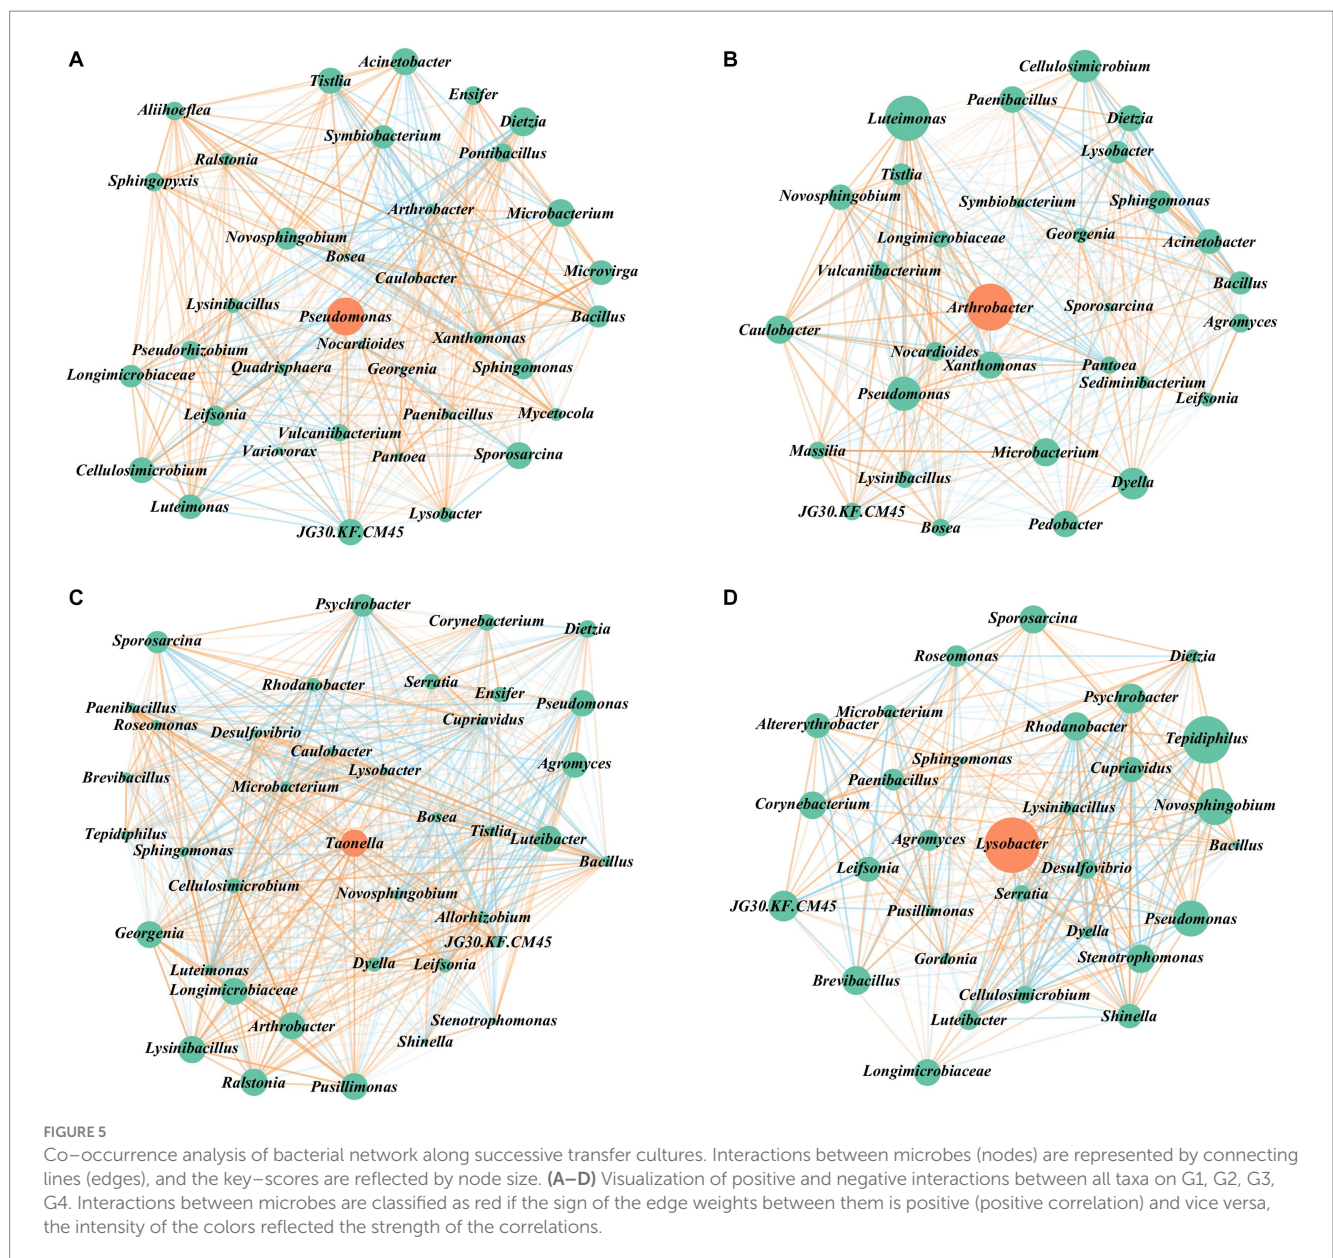 A
Acinetobacter
Tistlia
Ensifer
Aliihoeflea
Dietzia
Symbiobacterium
Pontibacillus
Ralstonia
Sphingopyxis
Arthrobacter
Microbacterium
Novosphingobium
Bosea
Caulobacter
Microvirga
Lysinibacillus
Pseudomonas
Bacillus
Xanthomonas
Nocardioides
Pseudorhizobium
Quadrisphaera
Georgenia
Sphingomonas
Longimicrobiaceae
Leifsonia
Paenibacillus
Mycetocola
Vulcaniibacterium
Variovorax
Pantoea
Sporosarcina
Cellulosimicrobium
Luteimonas
Lysobacter
JG30.KF.CM45
B
Cellulosimicrobium
Paenibacillus
Luteimonas
Dietzia
Lysobacter
Tistlia
Novosphingobium
Symbiobacterium
Sphingomonas
Longimicrobiaceae
Georgenia
Acinetobacter
Vulcaniibacterium
Bacillus
Arthrobacter
Sporosarcina
Agromyces
Caulobacter
Nocardioides
Xanthomonas
Pantoea
Sediminibacterium
Pseudomonas
Leifsonia
Massilia
Microbacterium
Lysinibacillus
Dyella
JG30.KF.CM45
Bosea
Pedobacter
C
Psychrobacter
Corynebacterium
Dietzia
Sporosarcina
Rhodanobacter
Serratia
Ensifer
Pseudomonas
Paenibacillus
Roseomonas
Desulfovibrio
Cupriavidus
Caulobacter
Lysobacter
Agromyces
Brevibacillus
Microbacterium
Bosea
Tepidiphilus
Tistlia
Luteibacter
Sphingomonas
Taonella
Bacillus
Cellulosimicrobium
Novosphingobium
Allorhizobium
Georgenia
JG30.KF.CM45
Luteimonas
Dyella
Leifsonia
Longimicrobiaceae
Arthrobacter
Stenotrophomonas
Shinella
Lysinibacillus
Ralstonia
Pusillimonas
D
Sporosarcina
Roseomonas
Dietzia
Psychrobacter
Microbacterium
Altererythrobacter
Rhodanobacter
Tepidiphilus
Sphingomonas
Cupriavidus
Paenibacillus
Corynebacterium
Lysinibacillus
Novosphingobium
Agromyces
Lysobacter
Bacillus
Leifsonia
Desulfovibrio
Serratia
JG30.KF.CM45
Pusillimonas
Pseudomonas
Dyella
Gordonia
Stenotrophomonas
Brevibacillus
Cellulosimicrobium
Luteibacter
Shinella
Longimicrobiaceae
FIGURE 5
Co–occurrence analysis of bacterial network along successive transfer cultures. Interactions between microbes (nodes) are represented by connecting
lines (edges), and the key–scores are reflected by node size. (A–D) Visualization of positive and negative interactions between all taxa on G1, G2, G3,
G4. Interactions between microbes are classified as red if the sign of the edge weights between them is positive (positive correlation) and vice versa,
the intensity of the colors reflected the strength of the correlations.